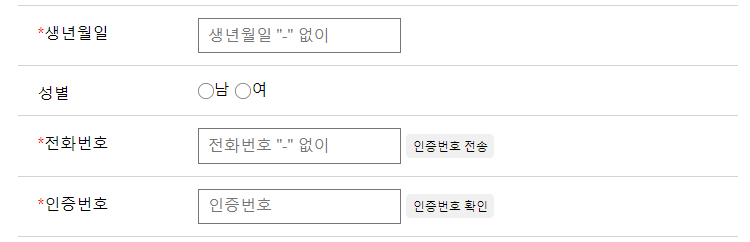 *생년월일 생년월일 "-" 없이
성별 남 여
*전화번호 전화번호 "-" 없이 인증번호 전송
*인증번호 인증번호 인증번호 확인